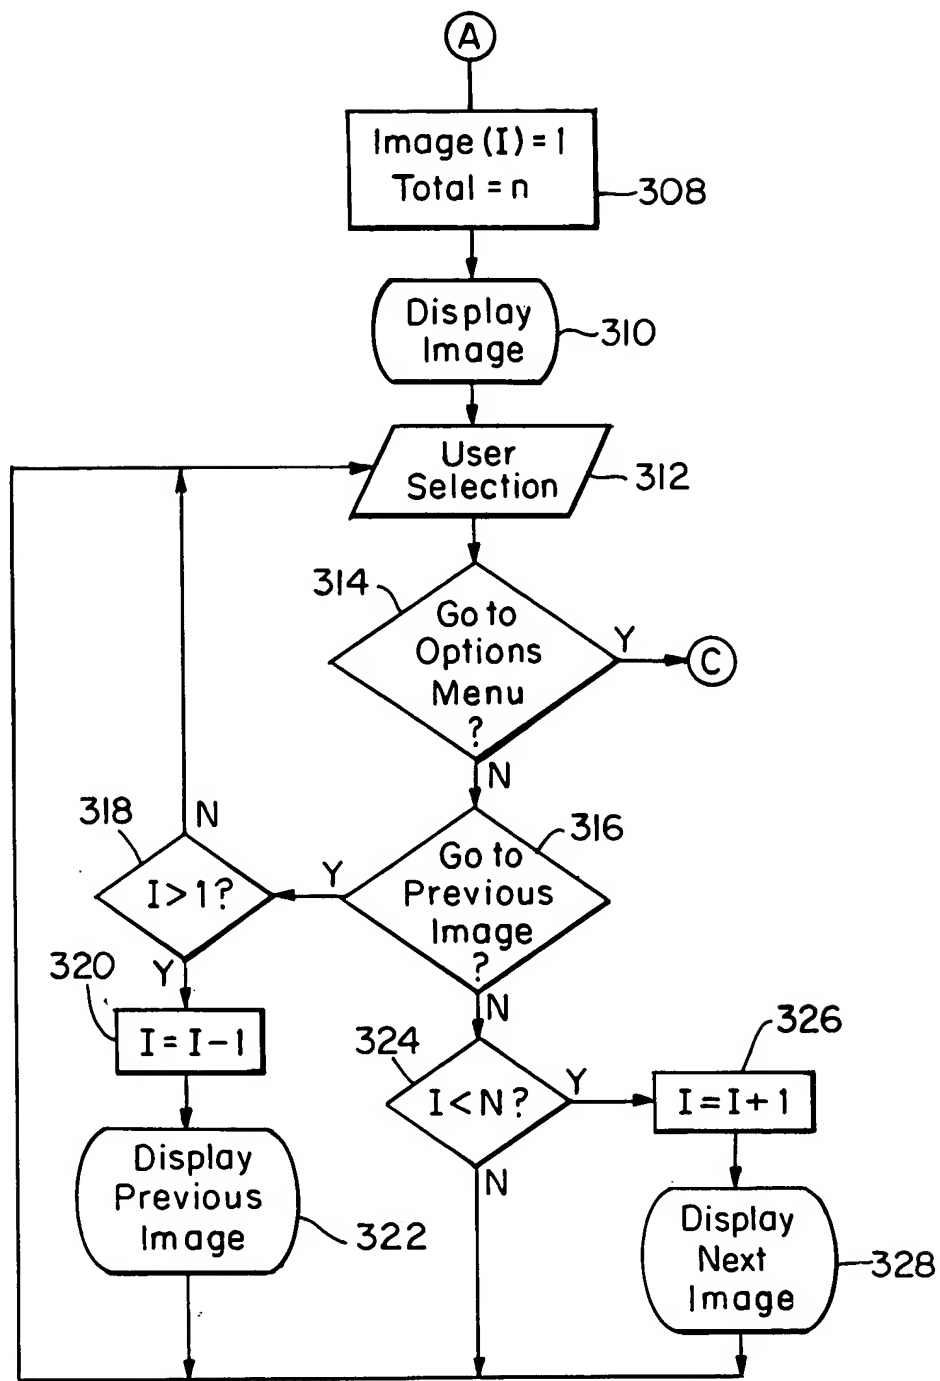 A
Image (I) = 1
Total = n
308
Display
Image
310
User
Selection
312
314
Go to
Options
Menu
?
Y
C
N
316
Go to
Previous
Image
?
Y
N
318
I > 1?
N
Y
320
I = I - 1
Display
Previous
Image
322
324
I < N?
Y
N
326
I = I + 1
Display
Next
Image
328